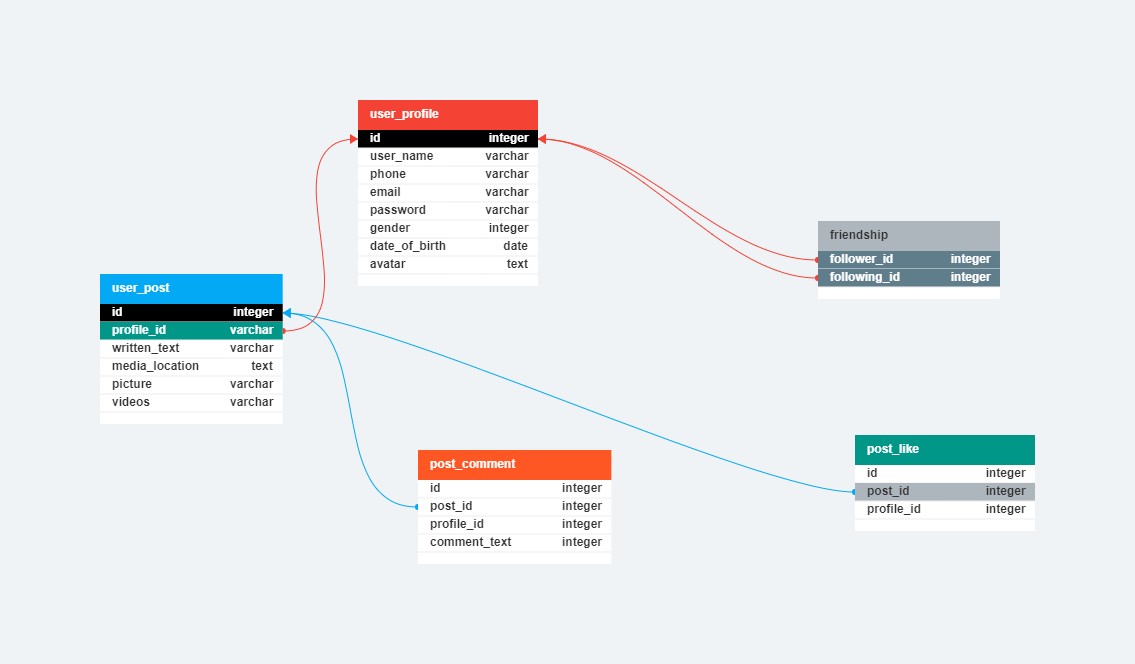 user_profile
id integer
user_name varchar
phone varchar
email varchar
password varchar
gender integer
date_of_birth date
avatar text
friendship
follower_id integer
following_id integer
user_post
id integer
profile_id varchar
written_text varchar
media_location text
picture varchar
videos varchar
post_comment
id integer
post_id integer
profile_id integer
comment_text integer
post_like
id integer
post_id integer
profile_id integer